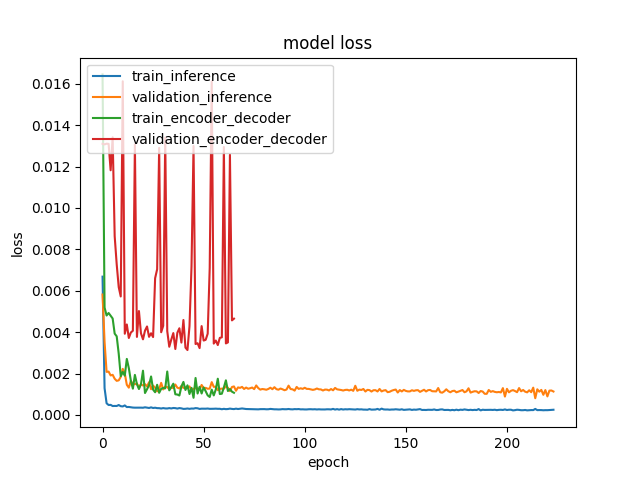 model loss
train_inference
validation_inference
train_encoder_decoder
validation_encoder_decoder
0.016
0.014
0.012
0.010
0.008
0.006
0.004
0.002
0.000
loss
0 50 100 150 200
epoch